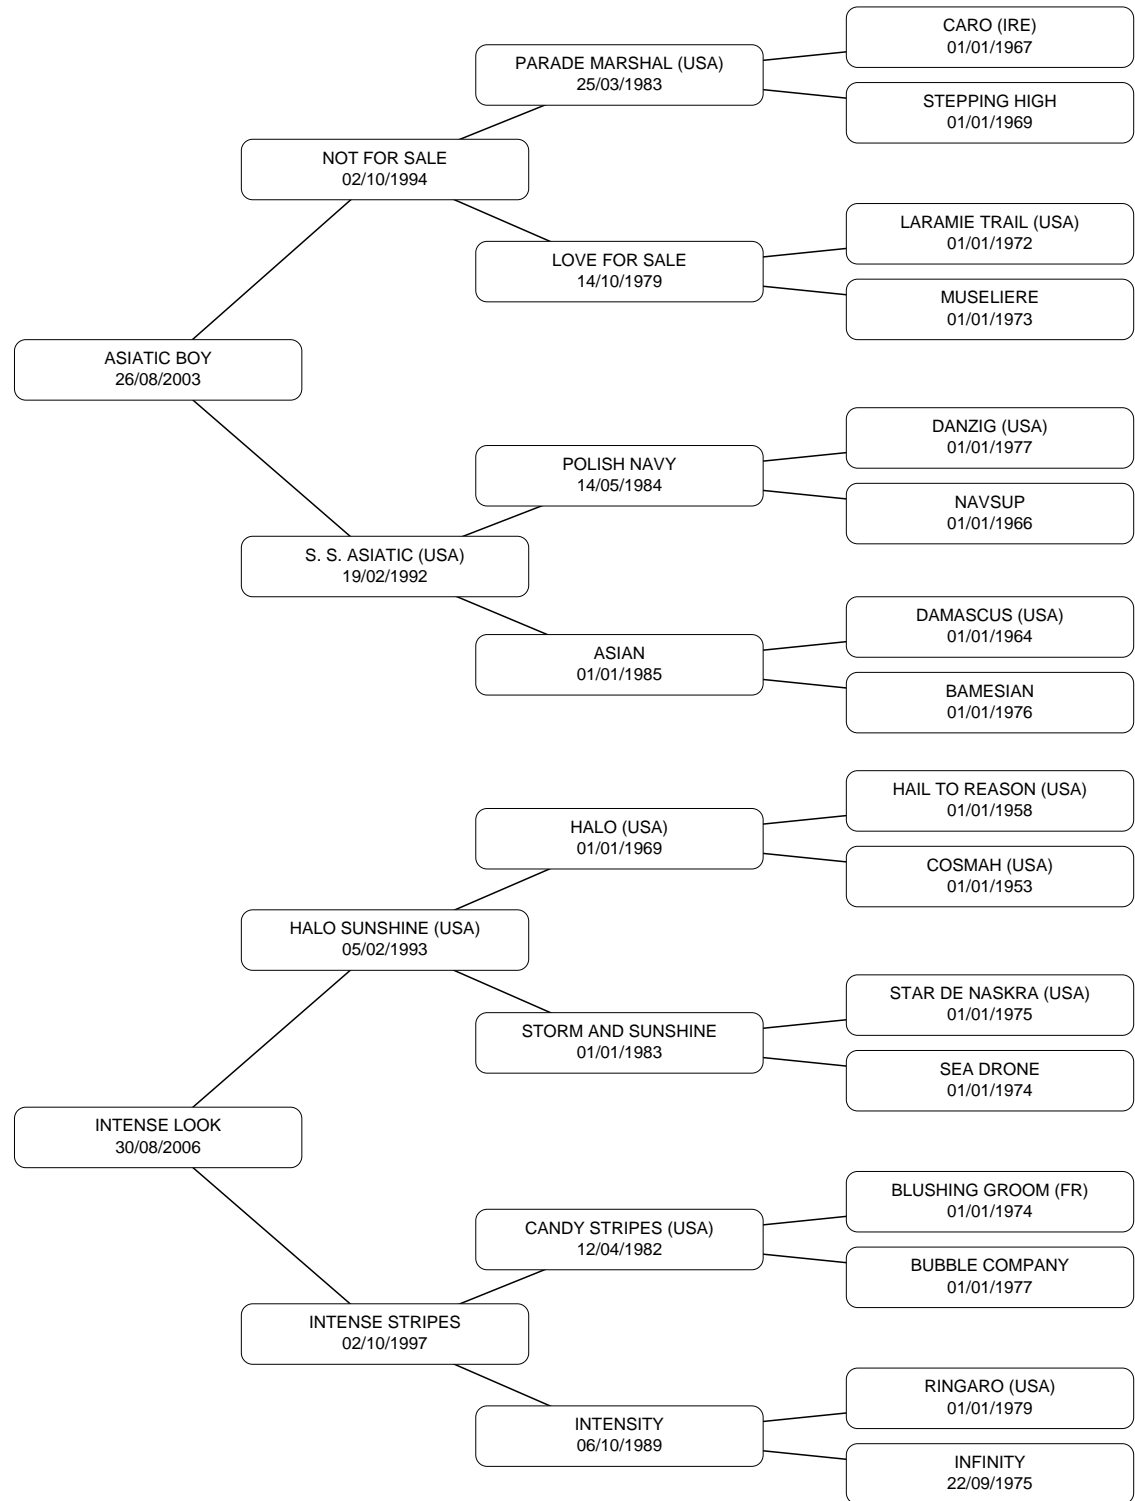 CARO (IRE)
01/01/1967
PARADE MARSHAL (USA)
25/03/1983
STEPPING HIGH
01/01/1969
NOT FOR SALE
02/10/1994
LARAMIE TRAIL (USA)
01/01/1972
LOVE FOR SALE
14/10/1979
MUSELIERE
01/01/1973
ASIATIC BOY
26/08/2003
DANZIG (USA)
01/01/1977
POLISH NAVY
14/05/1984
NAVSUP
01/01/1966
S. S. ASIATIC (USA)
19/02/1992
DAMASCUS (USA)
01/01/1964
ASIAN
01/01/1985
BAMESIAN
01/01/1976
HAIL TO REASON (USA)
01/01/1958
HALO (USA)
01/01/1969
COSMAH (USA)
01/01/1953
HALO SUNSHINE (USA)
05/02/1993
STAR DE NASKRA (USA)
01/01/1975
STORM AND SUNSHINE
01/01/1983
SEA DRONE
01/01/1974
INTENSE LOOK
30/08/2006
BLUSHING GROOM (FR)
01/01/1974
CANDY STRIPES (USA)
12/04/1982
BUBBLE COMPANY
01/01/1977
INTENSE STRIPES
02/10/1997
RINGARO (USA)
01/01/1979
INTENSITY
06/10/1989
INFINITY
22/09/1975